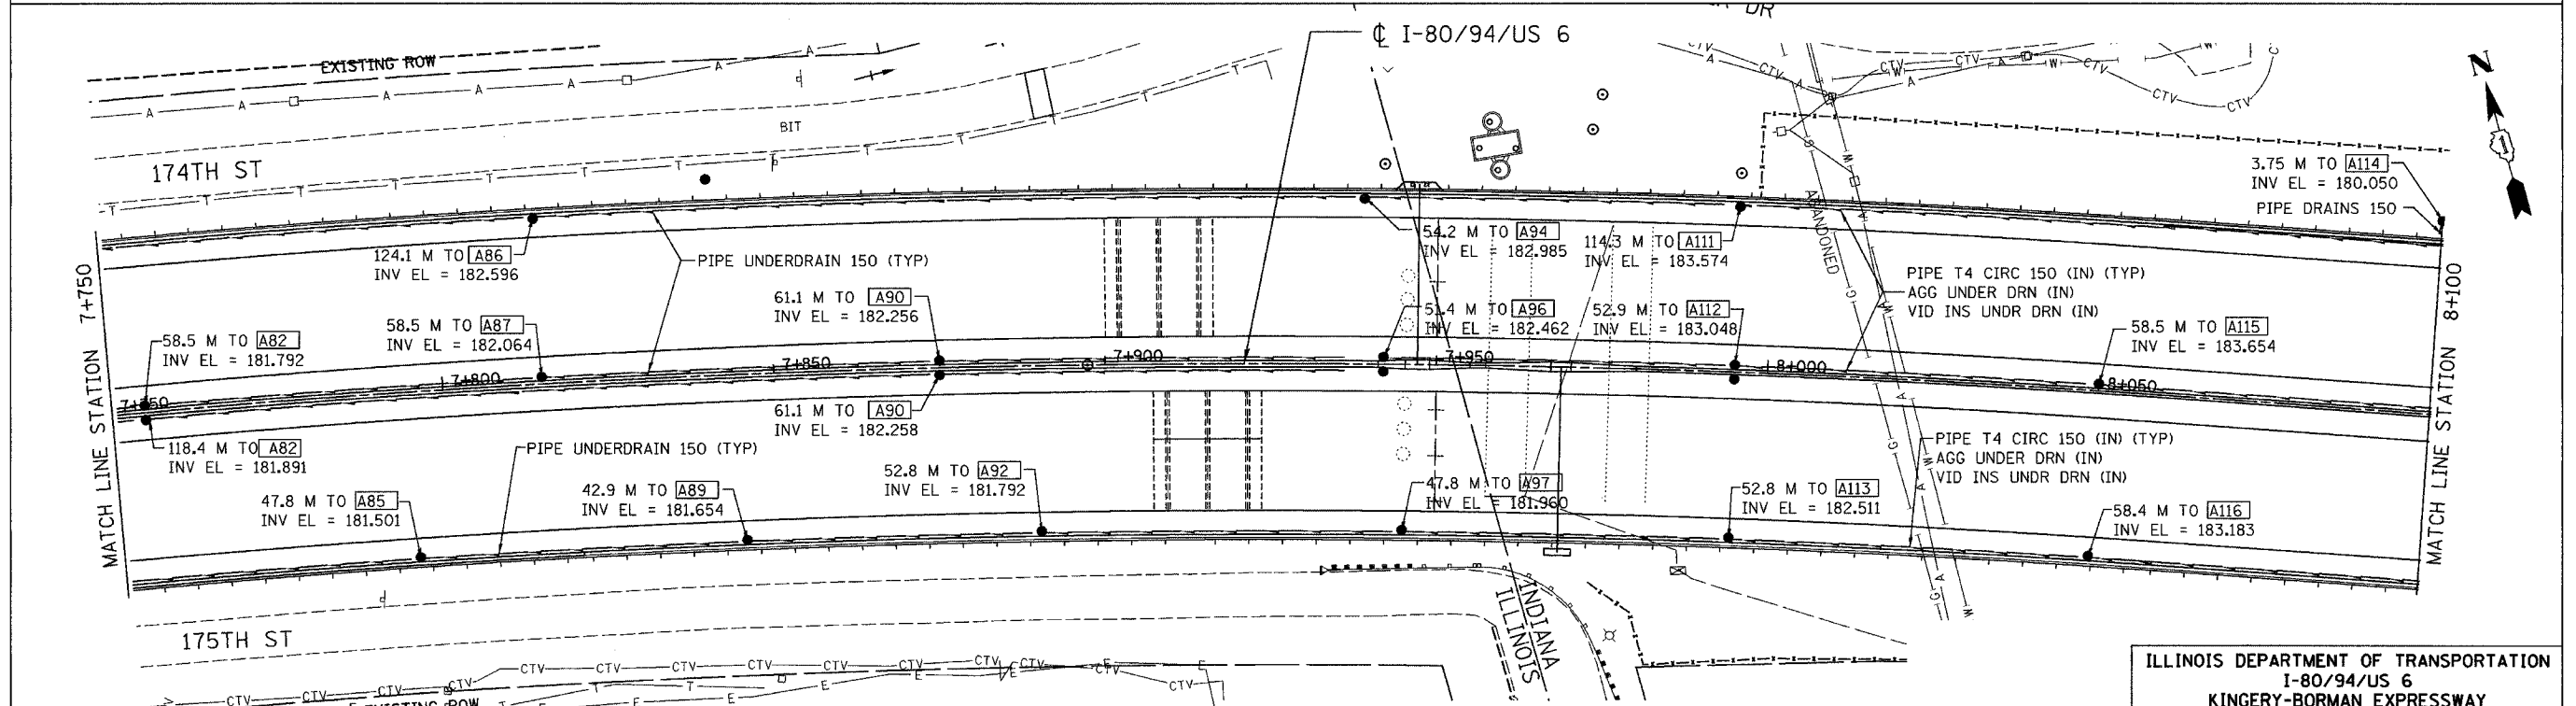 DR
℄ I-80/94/US 6
EXISTING ROW
BIT
174TH ST
N
3.75 M TO A114
INV EL = 180.050
PIPE DRAINS 150
124.1 M TO A86
INV EL = 182.596
PIPE UNDERDRAIN 150 (TYP)
54.2 M TO A94
INV EL = 182.985
114.3 M TO A111
INV EL = 183.574
ABANDONED
PIPE T4 CIRC 150 (IN) (TYP)
AGG UNDER DRN (IN)
VID INS UNDR DRN (IN)
MATCH LINE STATION 7+750
MATCH LINE STATION 8+100
58.5 M TO A82
INV EL = 181.792
58.5 M TO A87
INV EL = 182.064
61.1 M TO A90
INV EL = 182.256
51.4 M TO A96
INV EL = 182.462
52.9 M TO A112
INV EL = 183.048
58.5 M TO A115
INV EL = 183.654
7+750
7+800
7+850
7+900
7+950
8+000
8+050
118.4 M TO A82
INV EL = 181.891
PIPE UNDERDRAIN 150 (TYP)
61.1 M TO A90
INV EL = 182.258
PIPE T4 CIRC 150 (IN) (TYP)
AGG UNDER DRN (IN)
VID INS UNDR DRN (IN)
47.8 M TO A85
INV EL = 181.501
42.9 M TO A89
INV EL = 181.654
52.8 M TO A92
INV EL = 181.792
47.8 M TO A97
INV EL = 181.960
52.8 M TO A113
INV EL = 182.511
58.4 M TO A116
INV EL = 183.183
175TH ST
INDIANA
ILLINOIS
EXISTING ROW
ILLINOIS DEPARTMENT OF TRANSPORTATION
I-80/94/US 6
KINGERY-BORMAN EXPRESSWAY